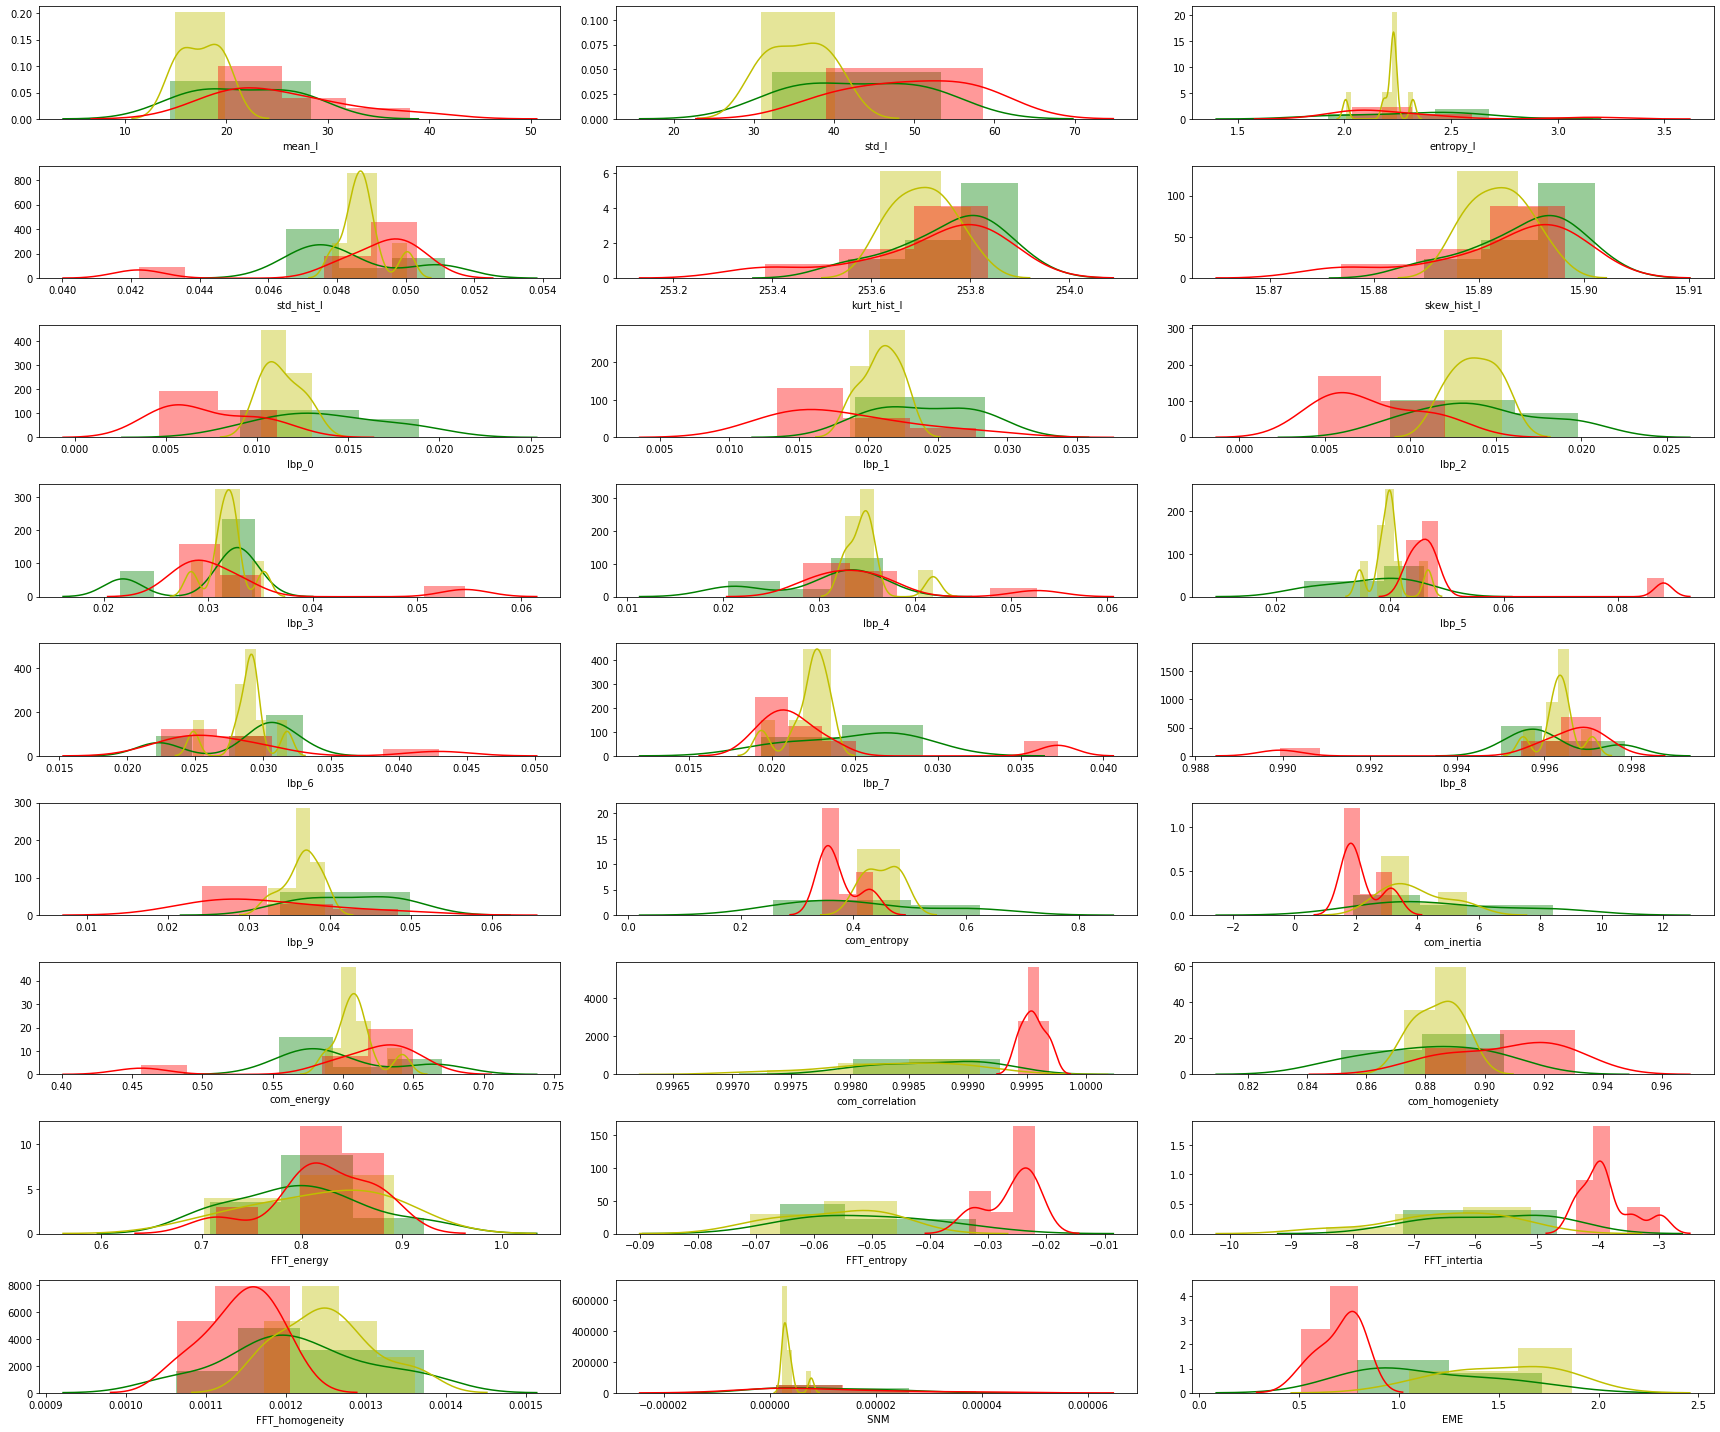 0.20
0.15
0.10
0.05
0.00
10 20 30 40 50
mean_l
0.100
0.075
0.050
0.025
0.000
20 30 40 50 60 70
std_l
20
15
10
5
0
1.5 2.0 2.5 3.0 3.5
entropy_l
800
600
400
200
0
0.040 0.042 0.044 0.046 0.048 0.050 0.052 0.054
std_hist_l
6
4
2
0
253.2 253.4 253.6 253.8 254.0
kurt_hist_l
100
50
0
15.87 15.88 15.89 15.90 15.91
skew_hist_l
400
300
200
100
0
0.000 0.005 0.010 0.015 0.020 0.025
lbp_0
200
100
0
0.005 0.010 0.015 0.020 0.025 0.030 0.035
lbp_1
300
200
100
0
0.000 0.005 0.010 0.015 0.020 0.025
lbp_2
300
200
100
0
0.02 0.03 0.04 0.05 0.06
lbp_3
300
200
100
0
0.01 0.02 0.03 0.04 0.05 0.06
lbp_4
200
100
0
0.02 0.04 0.06 0.08
lbp_5
400
200
0
0.015 0.020 0.025 0.030 0.035 0.040 0.045 0.050
lbp_6
400
300
200
100
0
0.015 0.020 0.025 0.030 0.035 0.040
lbp_7
1500
1000
500
0
0.988 0.990 0.992 0.994 0.996 0.998
lbp_8
300
200
100
0
0.01 0.02 0.03 0.04 0.05 0.06
lbp_9
20
15
10
5
0
0.0 0.2 0.4 0.6 0.8
com_entropy
1.0
0.5
0.0
−2 0 2 4 6 8 10 12
com_inertia
40
30
20
10
0
0.40 0.45 0.50 0.55 0.60 0.65 0.70 0.75
com_energy
4000
2000
0
0.9965 0.9970 0.9975 0.9980 0.9985 0.9990 0.9995 1.0000
com_correlation
60
40
20
0
0.82 0.84 0.86 0.88 0.90 0.92 0.94 0.96
com_homogeniety
10
5
0
0.6 0.7 0.8 0.9 1.0
FFT_energy
150
100
50
0
−0.09 −0.08 −0.07 −0.06 −0.05 −0.04 −0.03 −0.02 −0.01
FFT_entropy
1.5
1.0
0.5
0.0
−10 −9 −8 −7 −6 −5 −4 −3
FFT_intertia
8000
6000
4000
2000
0
0.0009 0.0010 0.0011 0.0012 0.0013 0.0014 0.0015
FFT_homogeneity
600000
400000
200000
0
−0.00002 0.00000 0.00002 0.00004 0.00006
SNM
4
3
2
1
0
0.0 0.5 1.0 1.5 2.0 2.5
EME